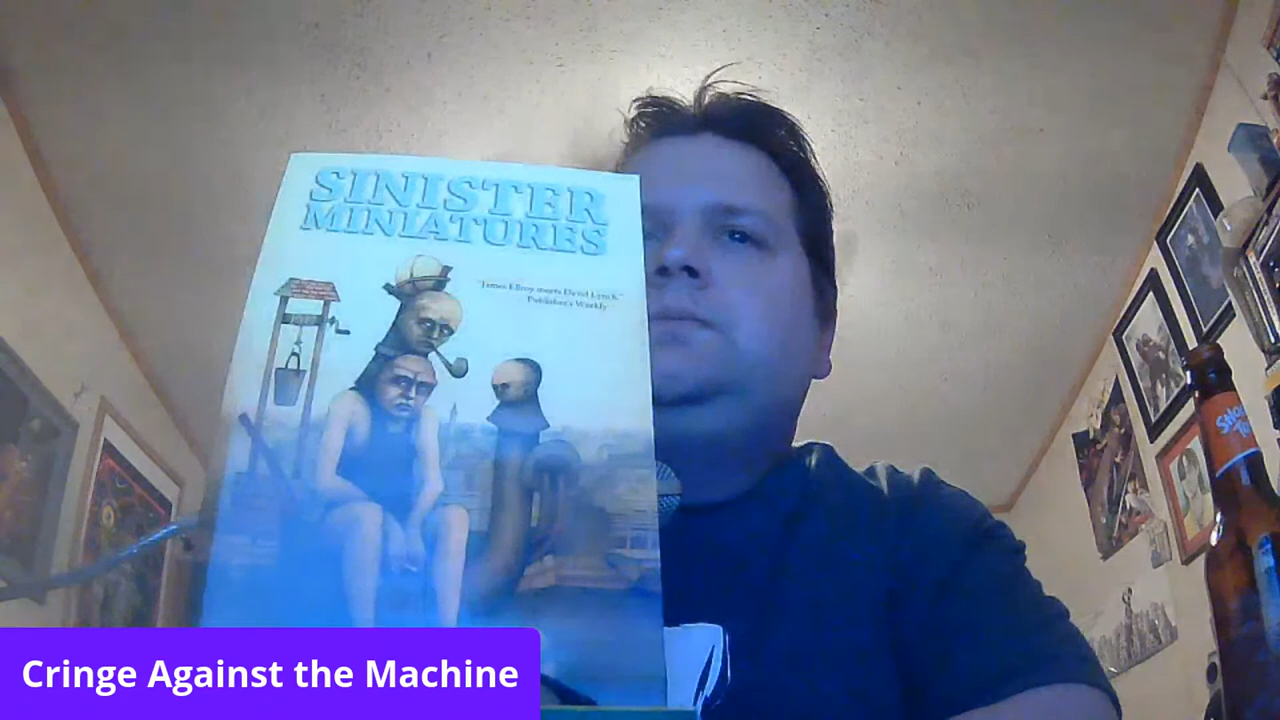 SINISTER
MINIATURES
"James Ellroy meets David Lynch."
Publisher's Weekly
Cringe Against the Machine